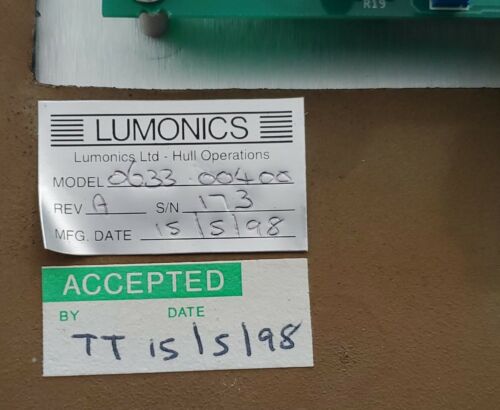 R19
LUMONICS
Lumonics Ltd - Hull Operations
MODEL 0633 00400
REV A S/N 173
MFG. DATE 15/5/98
ACCEPTED
BY DATE
TT 15/5/98